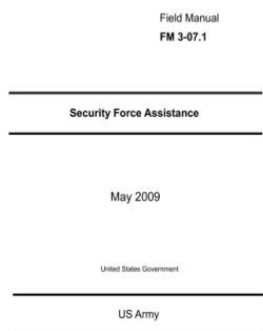 Field Manual
FM 3-07.1
Security Force Assistance
May 2009
United States Government
US Army